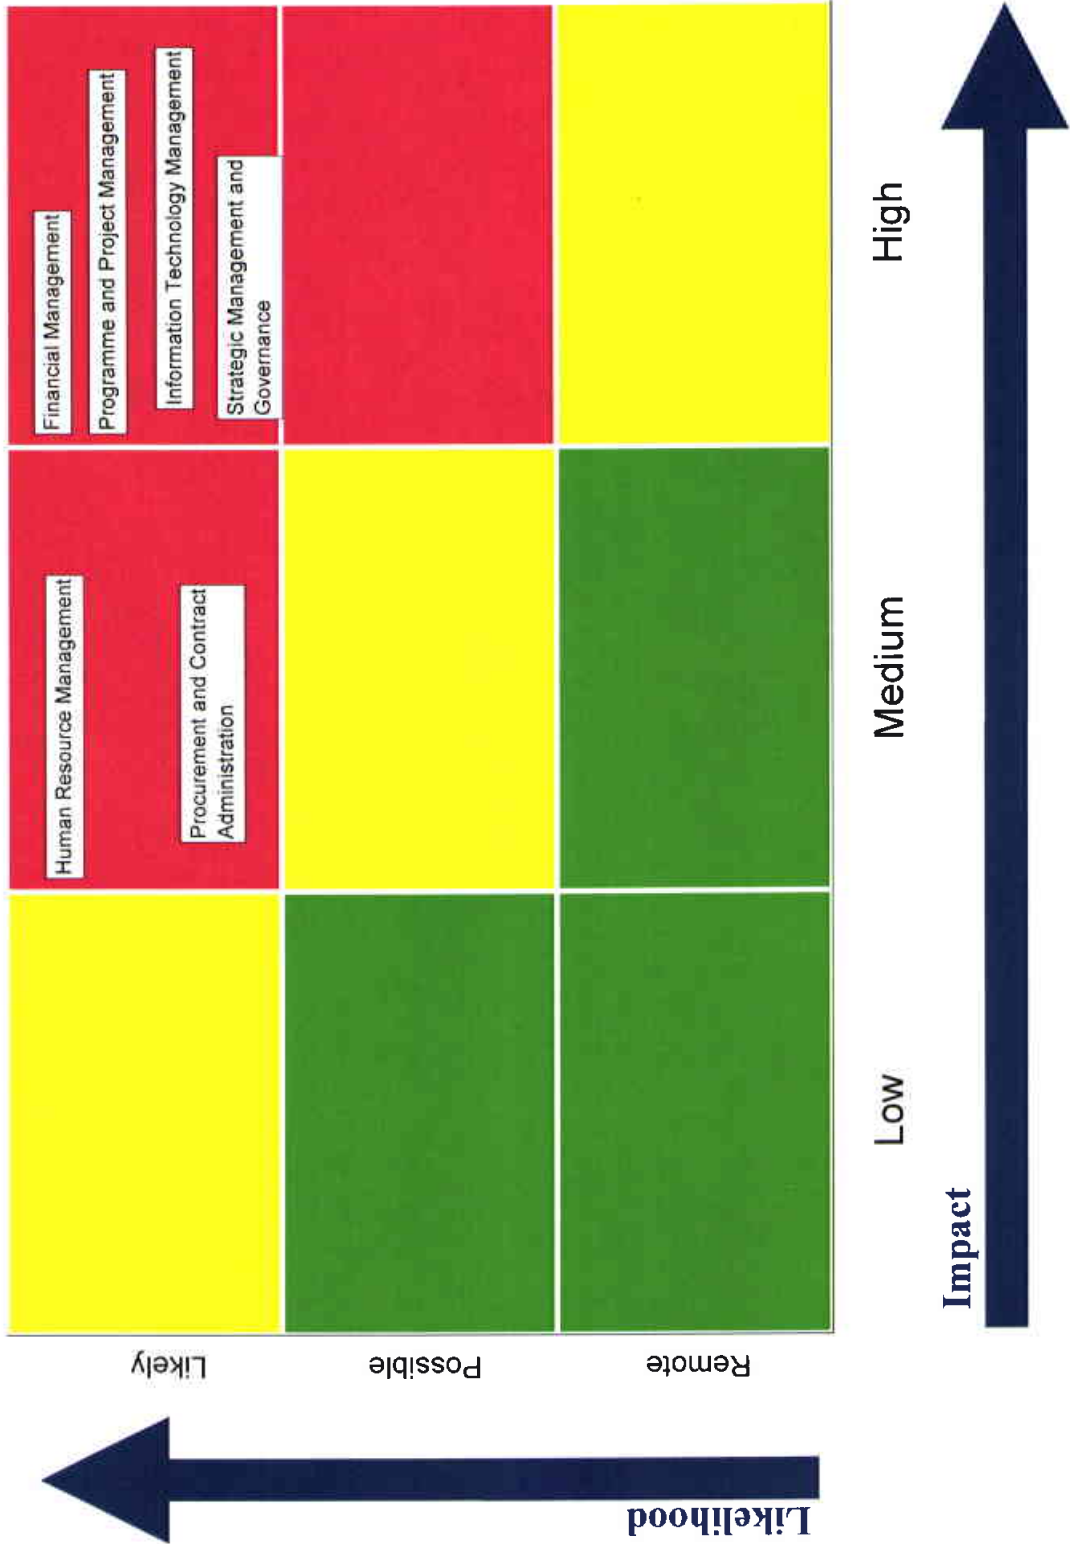 Likelihood
Likely
Possible
Remote
Human Resource Management
Procurement and Contract
Administration
Financial Management
Programme and Project Management
Information Technology Management
Strategic Management and
Governance
Low
Medium
High
Impact